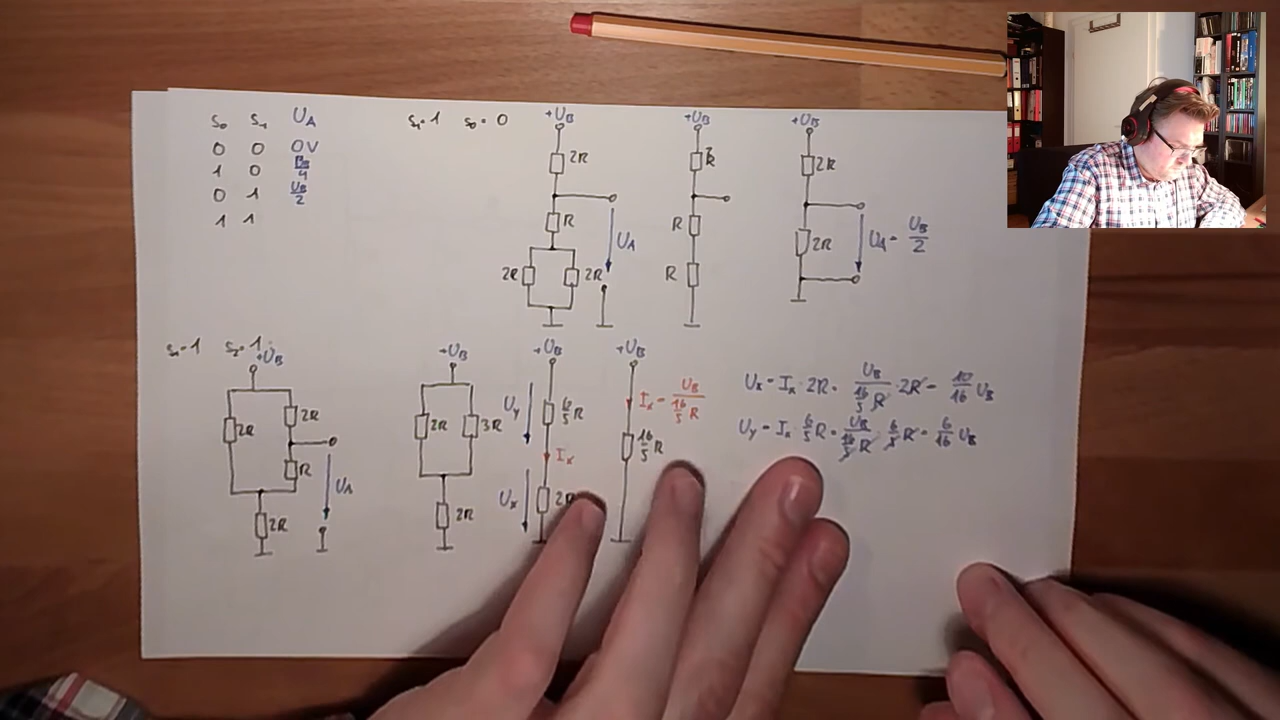 S₀ S₁ U_A
0 0 0V
1 0 U_B/4
0 1 U_B/2
1 1
S₁=1 S₀=0
+U_B
2R
R
2R 2R
U_A
+U_B
R
R
+U_B
2R
2R
U_A = U_B/2
S₀=1 S₁=1
+U_B
2R 2R
R
U_A
2R
+U_B
2R 3R
2R
+U_B
U_y 6/5 R
I_x
U_x 2R
+U_B
I_x = U_B / (16/5 R)
16/5 R
U_x = I_x · 2R = U_B / (16/5 R) · 2R = 10/16 U_B
U_y = I_x · 6/5 R = U_B / (16/5 R) · 6/5 R = 6/16 U_B